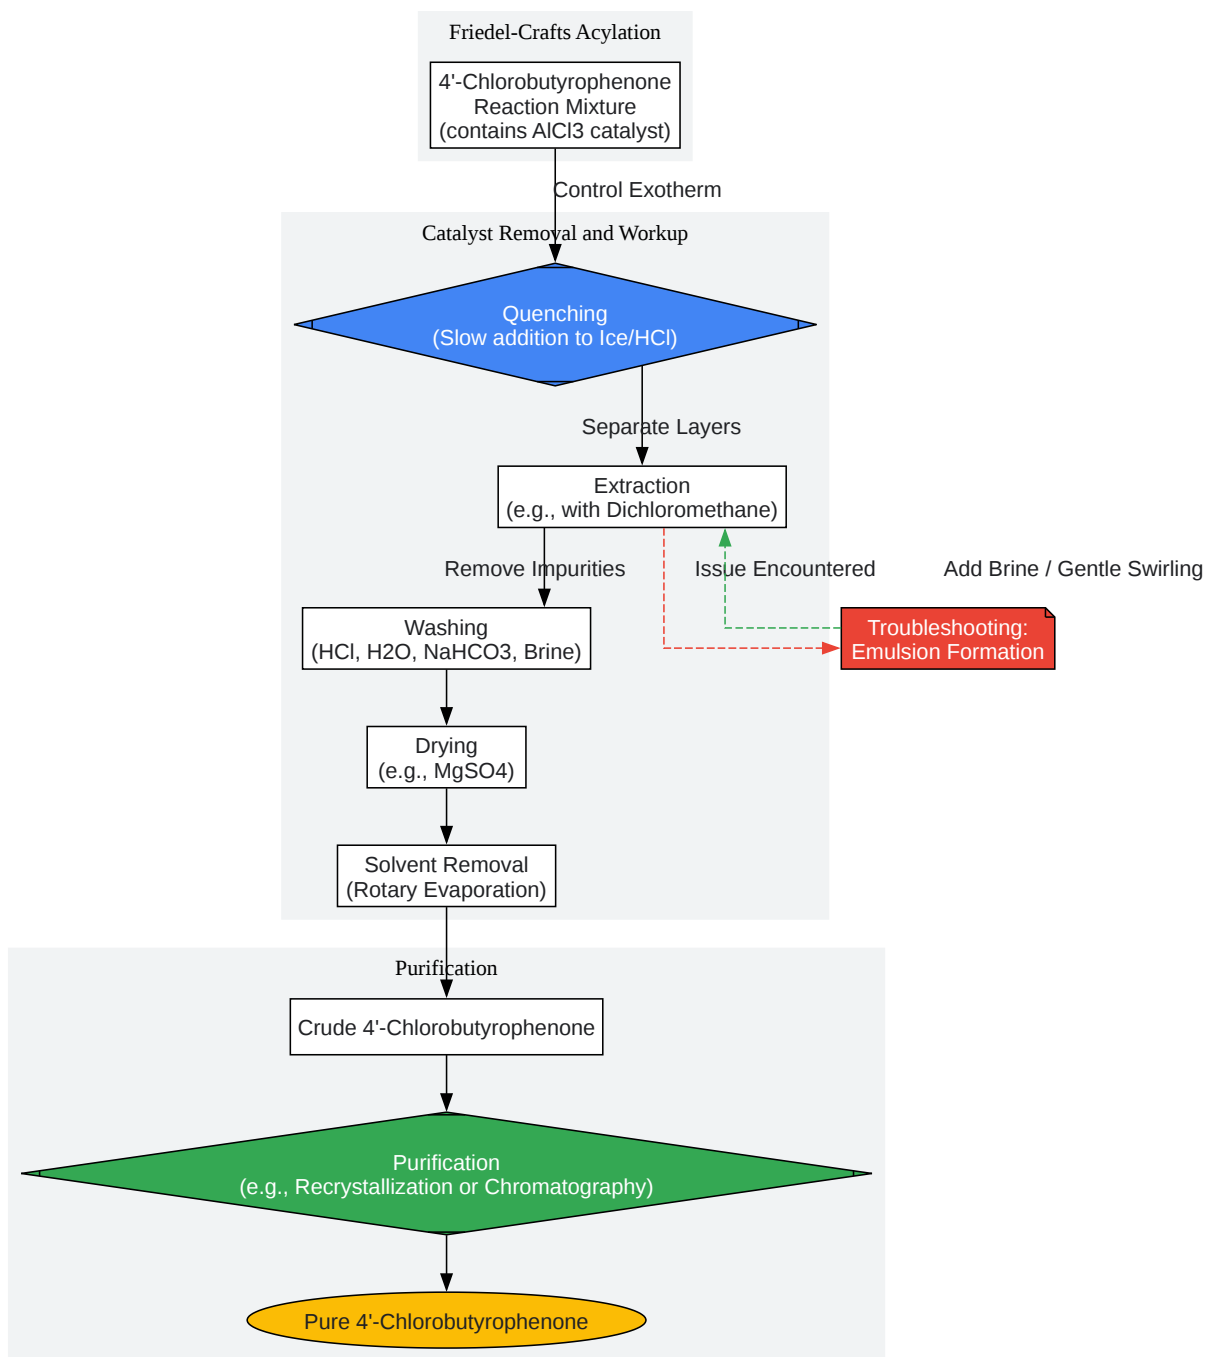 Friedel-Crafts Acylation
4'-Chlorobutyrophenone
Reaction Mixture
(contains AlCl3 catalyst)
Control Exotherm
Catalyst Removal and Workup
Quenching
(Slow addition to Ice/HCl)
Separate Layers
Extraction
(e.g., with Dichloromethane)
Remove Impurities
Issue Encountered
Add Brine / Gentle Swirling
Washing
(HCl, H2O, NaHCO3, Brine)
Troubleshooting:
Emulsion Formation
Drying
(e.g., MgSO4)
Solvent Removal
(Rotary Evaporation)
Purification
Crude 4'-Chlorobutyrophenone
Purification
(e.g., Recrystallization or Chromatography)
Pure 4'-Chlorobutyrophenone